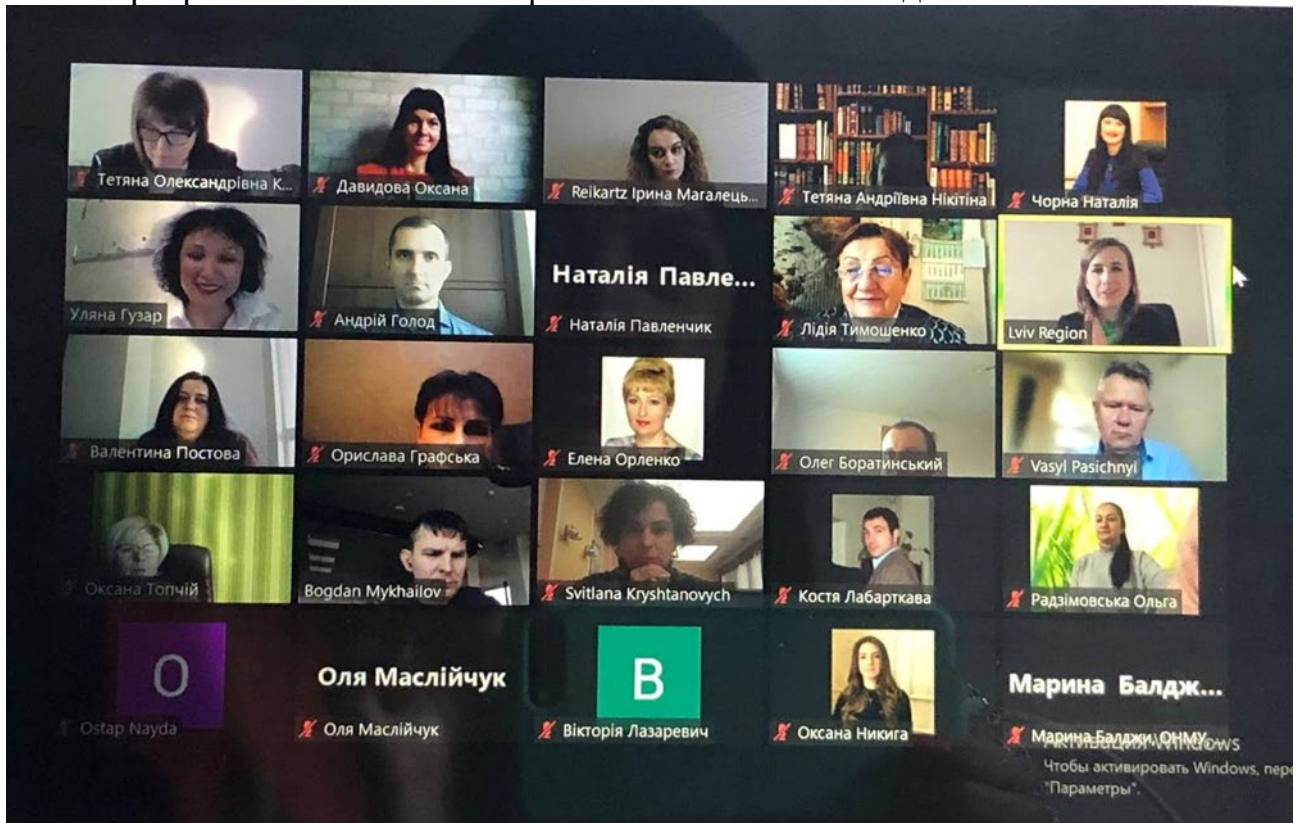 Тетяна Олександрівна К...
Давидова Оксана
Reikartz Ірина Магалець...
Тетяна Андріївна Нікітіна
Чорна Наталія
Уляна Гузар
Андрій Голод
Наталія Павле...
Наталія Павленчик
Лідія Тимошенко
Lviv Region
Валентина Постова
Орислава Графська
Елена Орленко
Олег Боратинський
Vasyl Pasichnyi
Оксана Топчій
Bogdan Mykhailov
Svitlana Kryshtanovych
Костя Лабарткава
Радзімовська Ольга
O
Ostap Nayda
Оля Маслійчук
Оля Маслійчук
В
Вікторія Лазаревич
Оксана Никига
Марина Балдж...
Марина Балджи, ОНМУ,...
Активация Windows
Чтобы активировать Windows, пере
"Параметры".